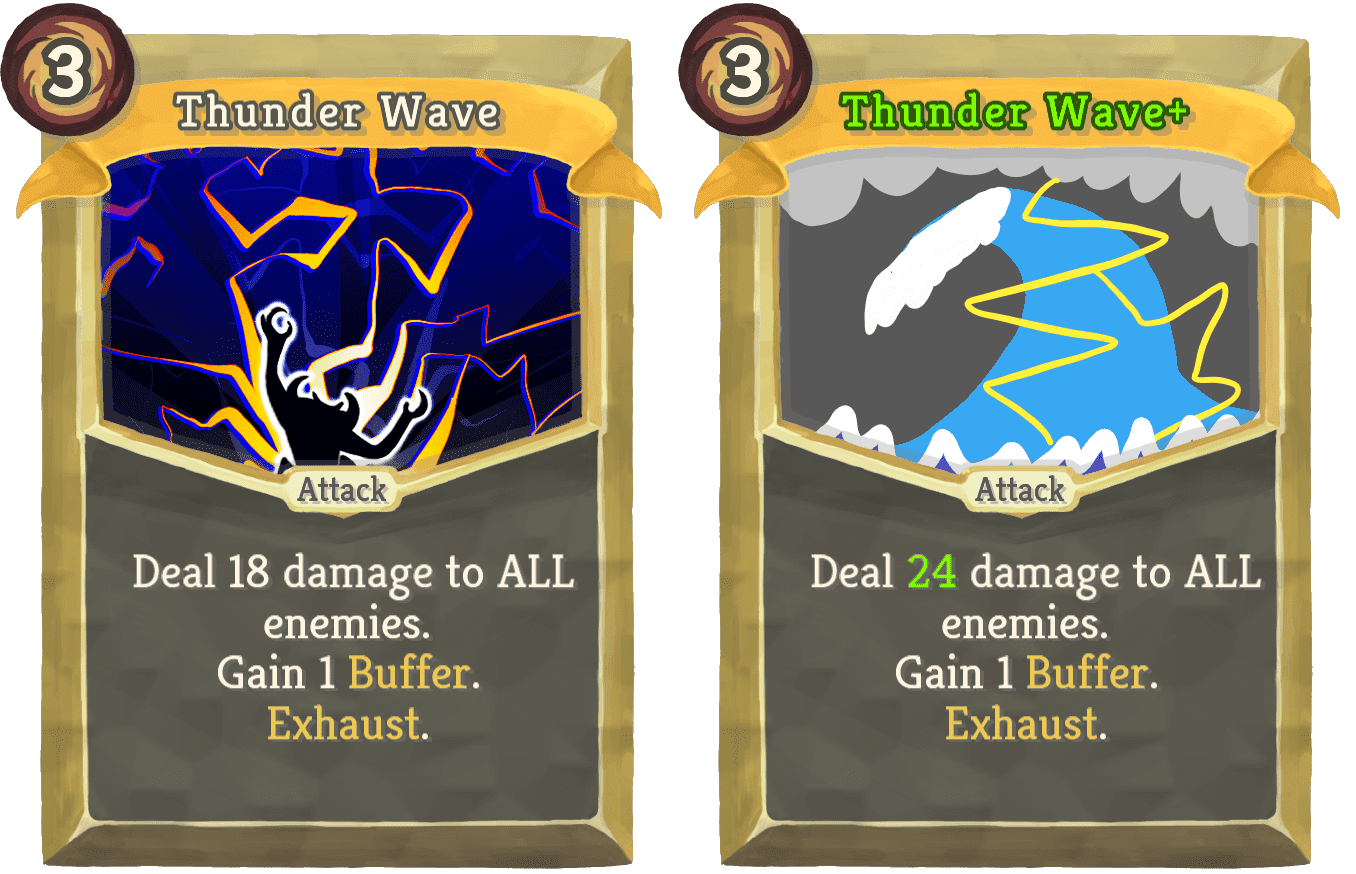 3
Thunder Wave
Attack
Deal 18 damage to ALL
enemies.
Gain 1 Buffer.
Exhaust.
3
Thunder Wave+
Attack
Deal 24 damage to ALL
enemies.
Gain 1 Buffer.
Exhaust.